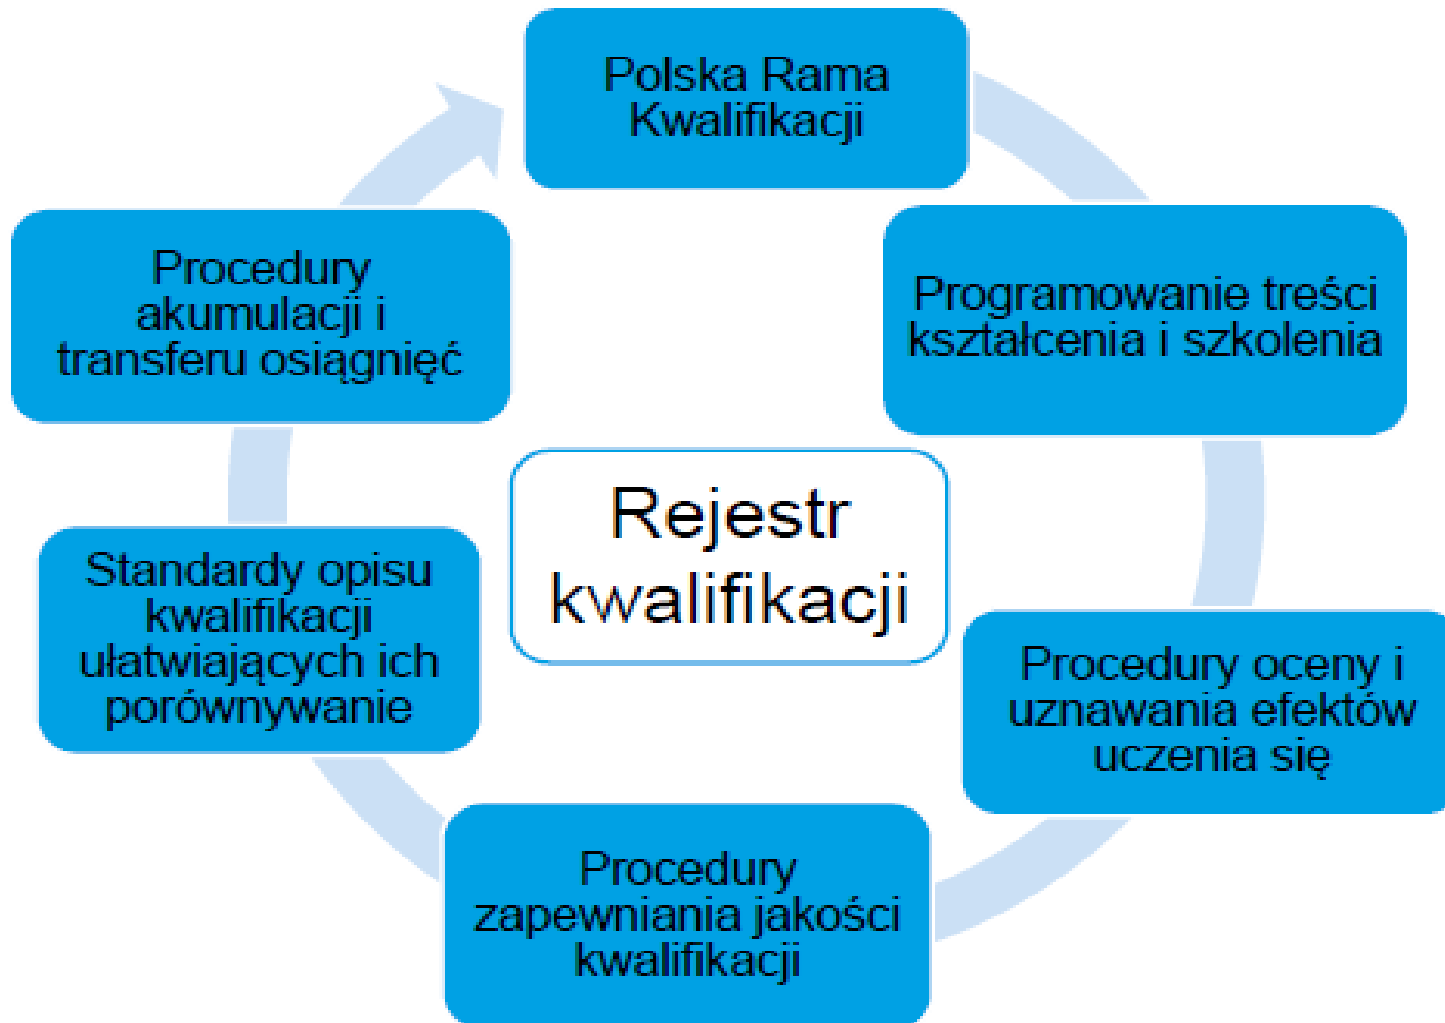 Polska Rama
Kwalifikacji
Programowanie treści
kształcenia i szkolenia
Procedury oceny i
uznawania efektów
uczenia się
Procedury
zapewniania jakości
kwalifikacji
Standardy opisu
kwalifikacji
ułatwiających ich
porównywanie
Procedury
akumulacji i
transferu osiągnięć
Rejestr
kwalifikacji